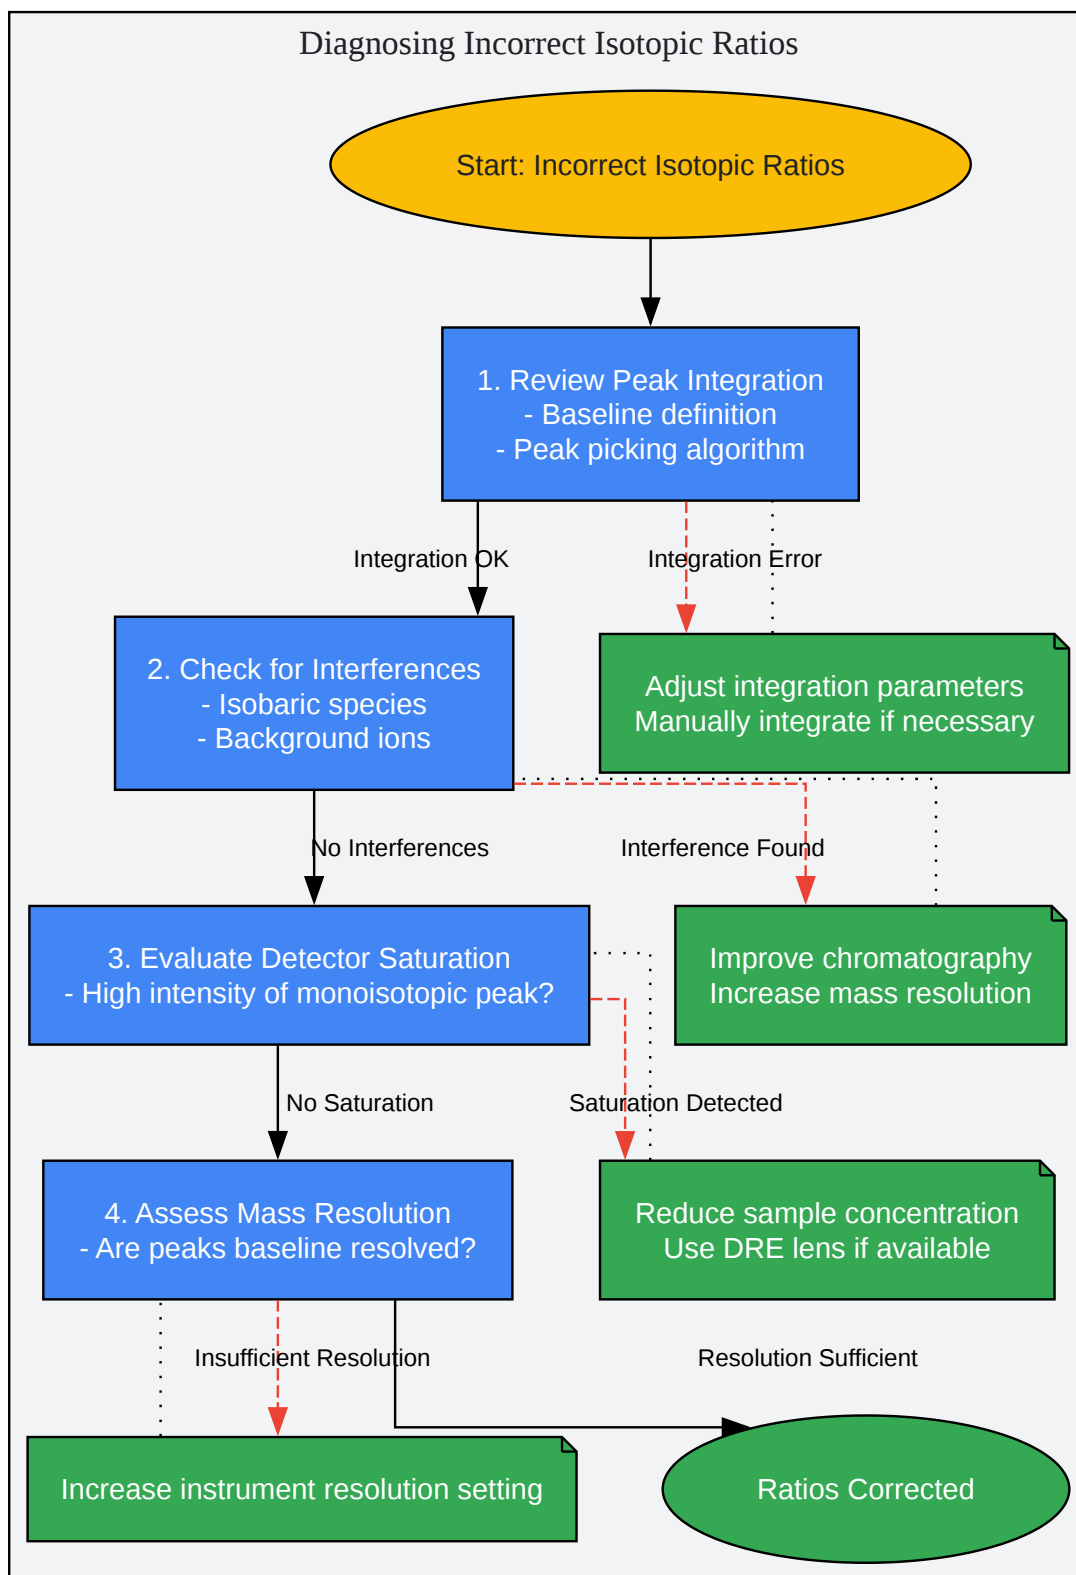 Diagnosing Incorrect Isotopic Ratios
Start: Incorrect Isotopic Ratios
1. Review Peak Integration
- Baseline definition
- Peak picking algorithm
Integration OK
Integration Error
2. Check for Interferences
- Isobaric species
- Background ions
Adjust integration parameters
Manually integrate if necessary
No Interferences
Interference Found
3. Evaluate Detector Saturation
- High intensity of monoisotopic peak?
Improve chromatography
Increase mass resolution
No Saturation
Saturation Detected
4. Assess Mass Resolution
- Are peaks baseline resolved?
Reduce sample concentration
Use DRE lens if available
Insufficient Resolution
Resolution Sufficient
Increase instrument resolution setting
Ratios Corrected